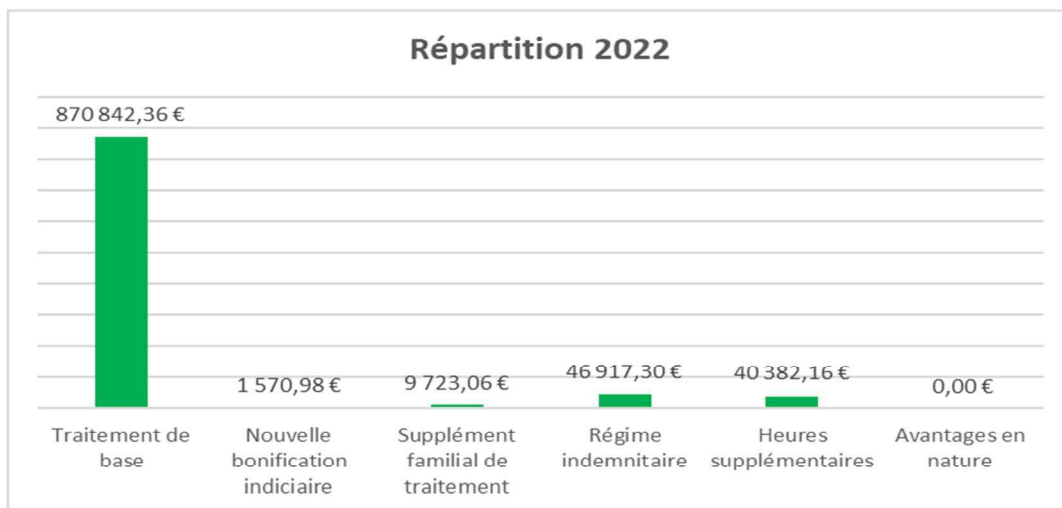 Répartition 2022
870 842,36 €
1 570,98 €
9 723,06 €
46 917,30 €
40 382,16 €
0,00 €
Traitement de
base
Nouvelle
bonification
indiciaire
Supplément
familial de
traitement
Régime
indemnitaire
Heures
supplémentaires
Avantages en
nature